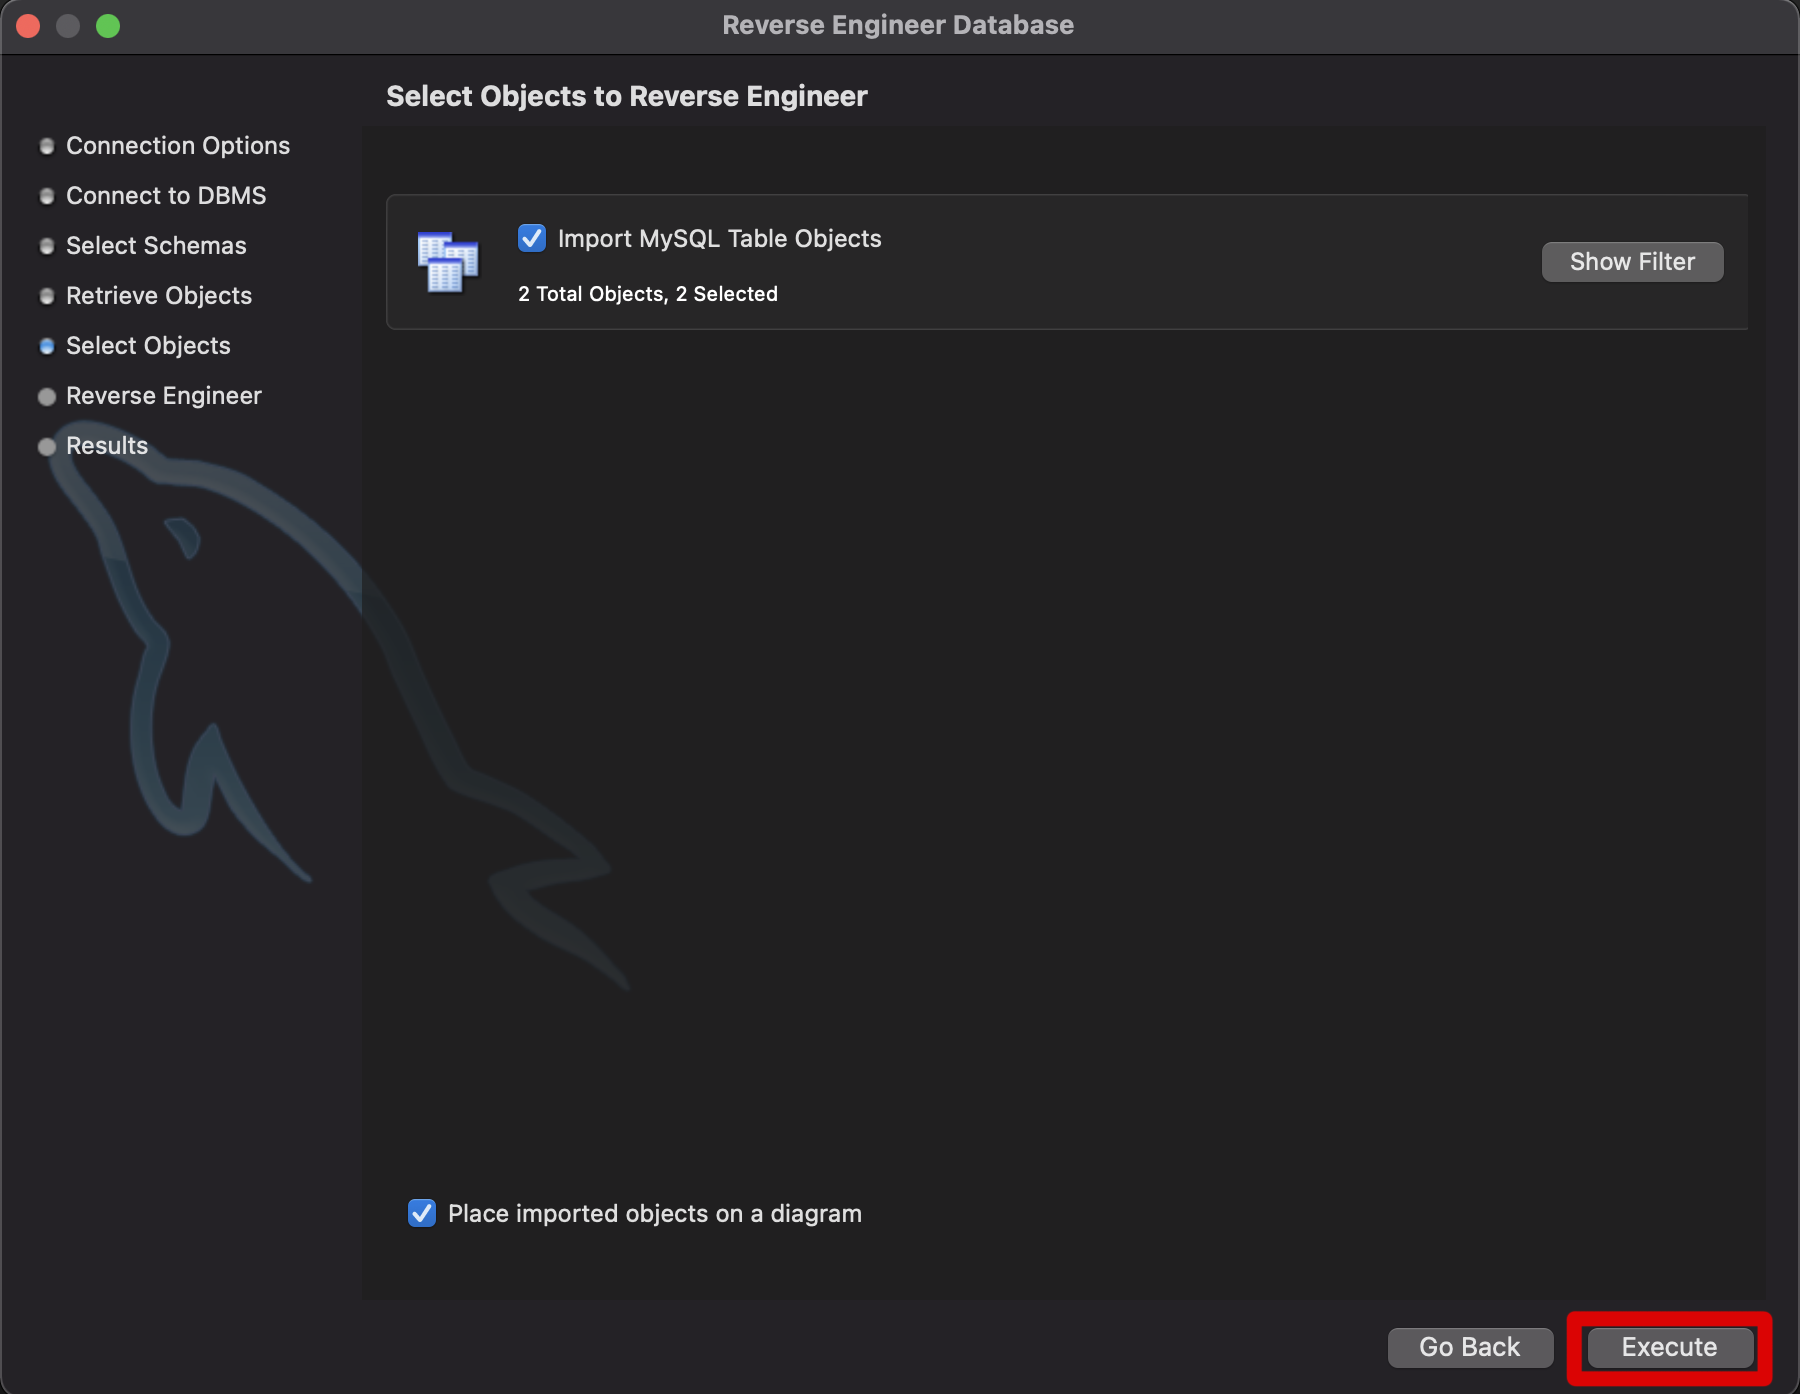 Reverse Engineer Database
Select Objects to Reverse Engineer
Connection Options
Connect to DBMS
Select Schemas
Retrieve Objects
Select Objects
Reverse Engineer
Results
Import MySQL Table Objects
2 Total Objects, 2 Selected
Show Filter
Place imported objects on a diagram
Go Back
Execute